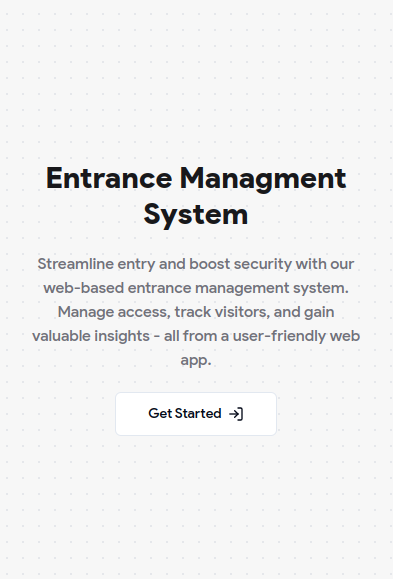 Entrance Managment
System
Streamline entry and boost security with our
web-based entrance management system.
Manage access, track visitors, and gain
valuable insights - all from a user-friendly web
app.
Get Started